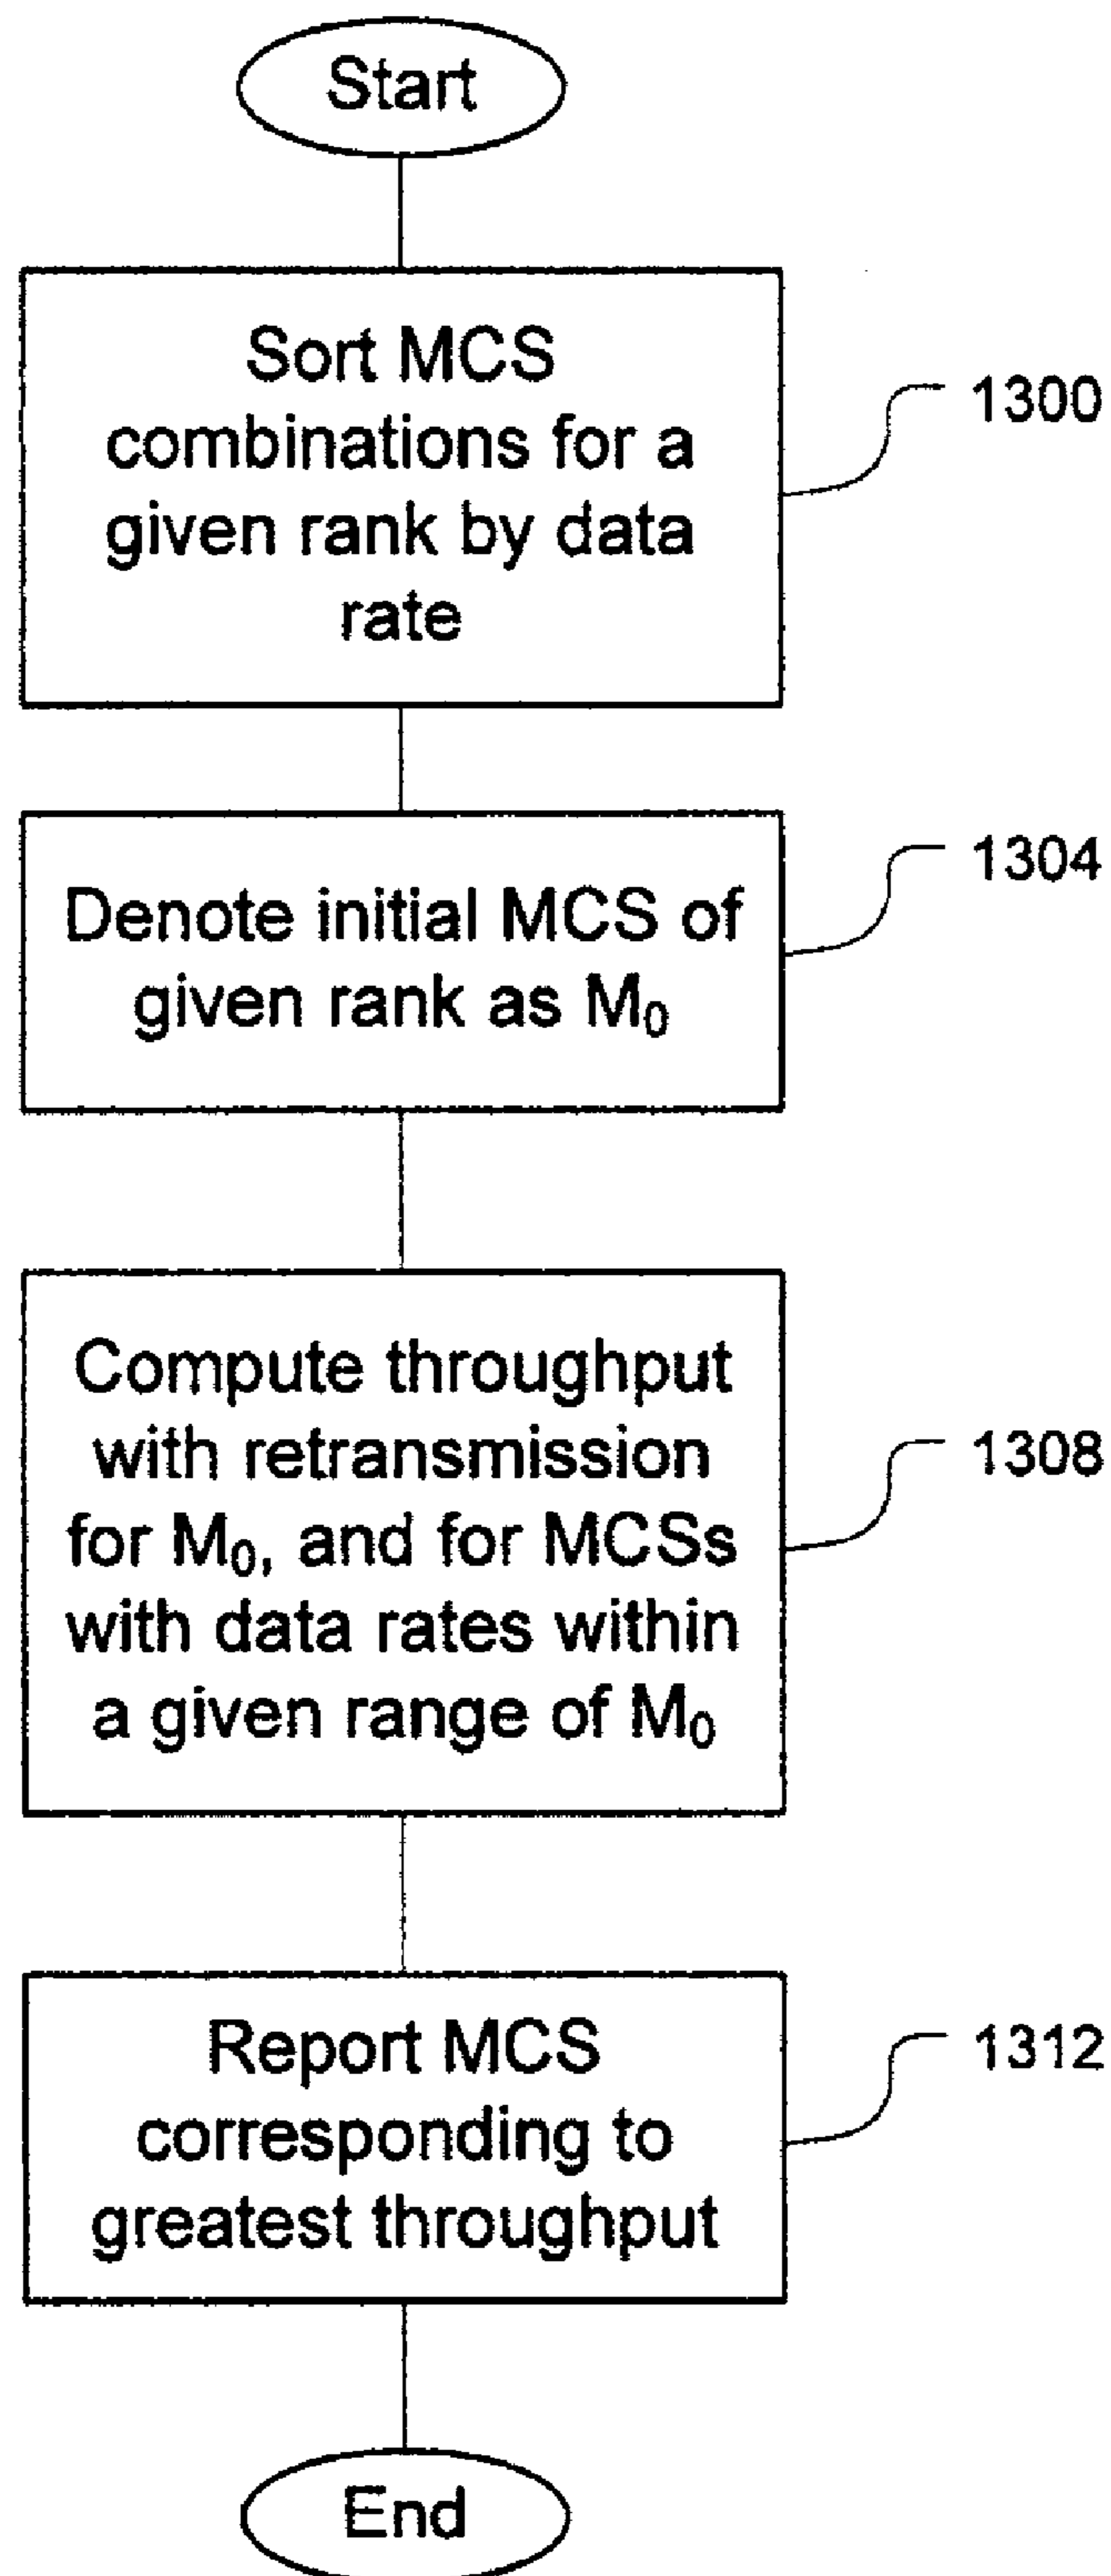 Start
Sort MCS
combinations for a
given rank by data
rate
1300
Denote initial MCS of
given rank as M₀
1304
Compute throughput
with retransmission
for M₀, and for MCSs
with data rates within
a given range of M₀
1308
Report MCS
corresponding to
greatest throughput
1312
End